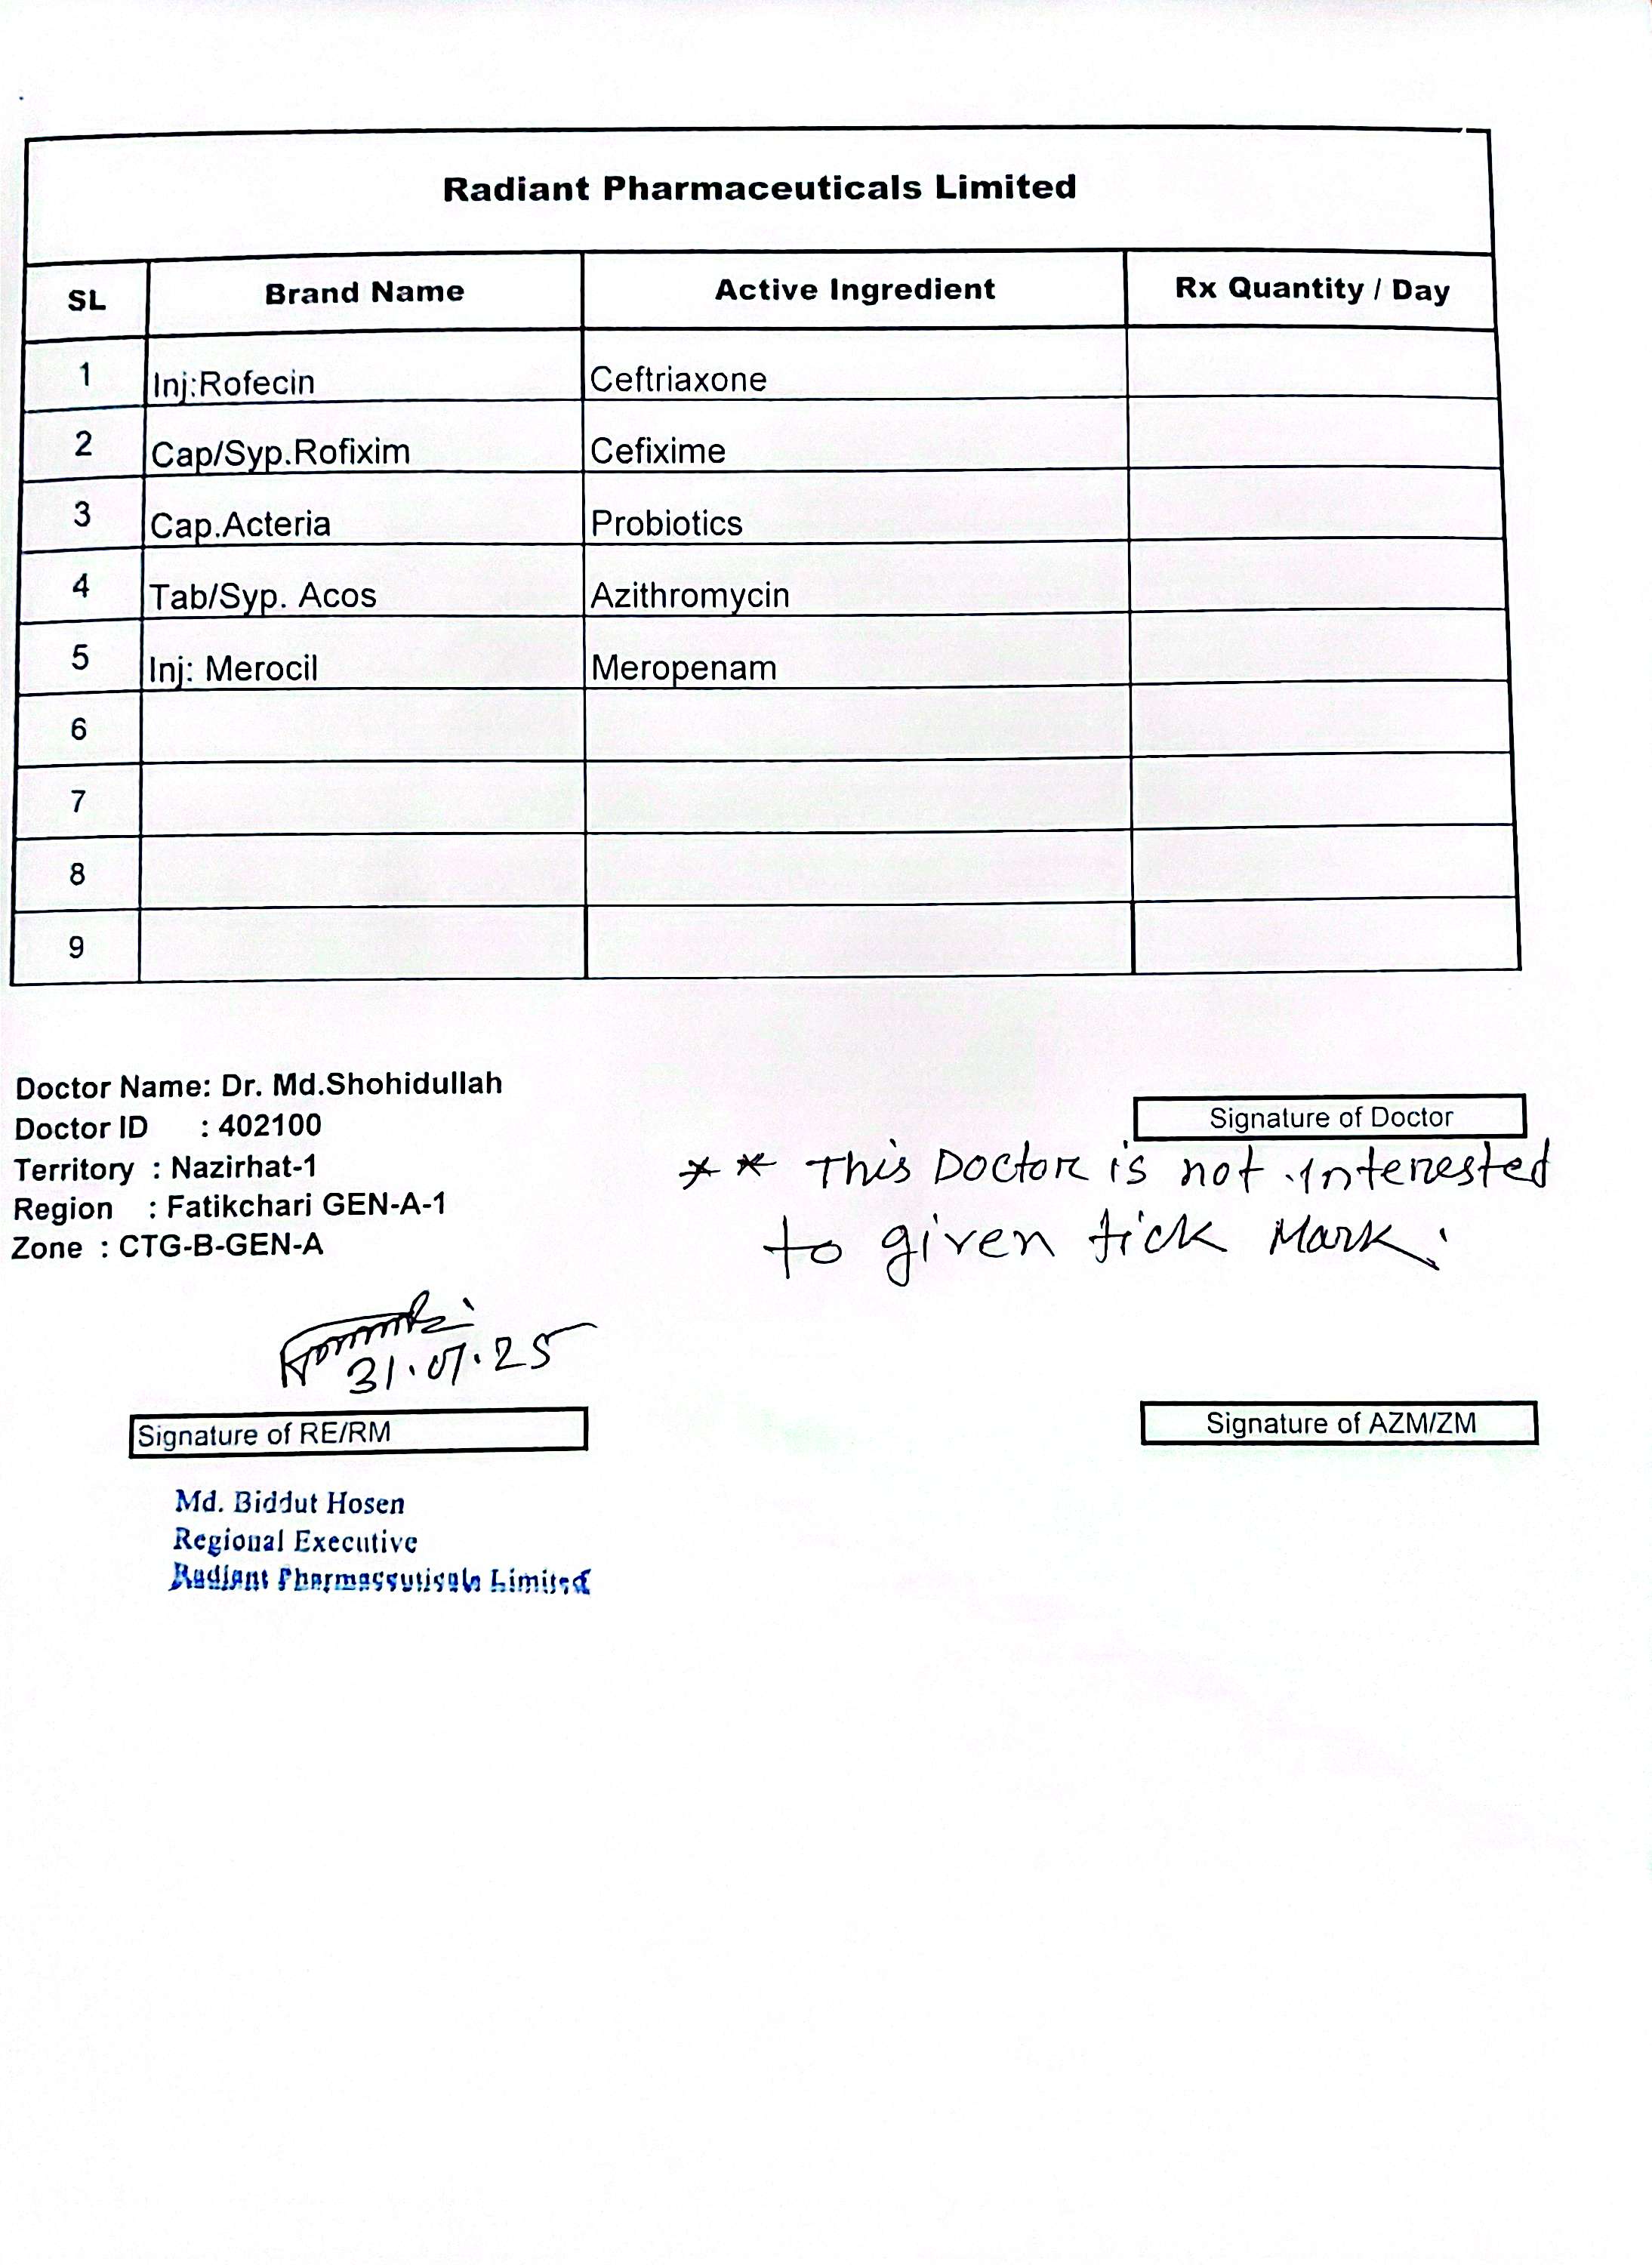 Radiant Pharmaceuticals Limited
SL Brand Name Active Ingredient Rx Quantity / Day
1 Inj:Rofecin Ceftriaxone
2 Cap/Syp.Rofixim Cefixime
3 Cap.Acteria Probiotics
4 Tab/Syp. Acos Azithromycin
5 Inj: Merocil Meropenam
6
7
8
9
Doctor Name: Dr. Md.Shohidullah
Doctor ID : 402100
Territory : Nazirhat-1
Region : Fatikchari GEN-A-1
Zone : CTG-B-GEN-A
Signature of Doctor
** This Doctor is not interested
to given tick Mark.
31.07.25
Signature of RE/RM
Signature of AZM/ZM
Md. Biddut Hosen
Regional Executive
Radiant Pharmaceuticals Limited